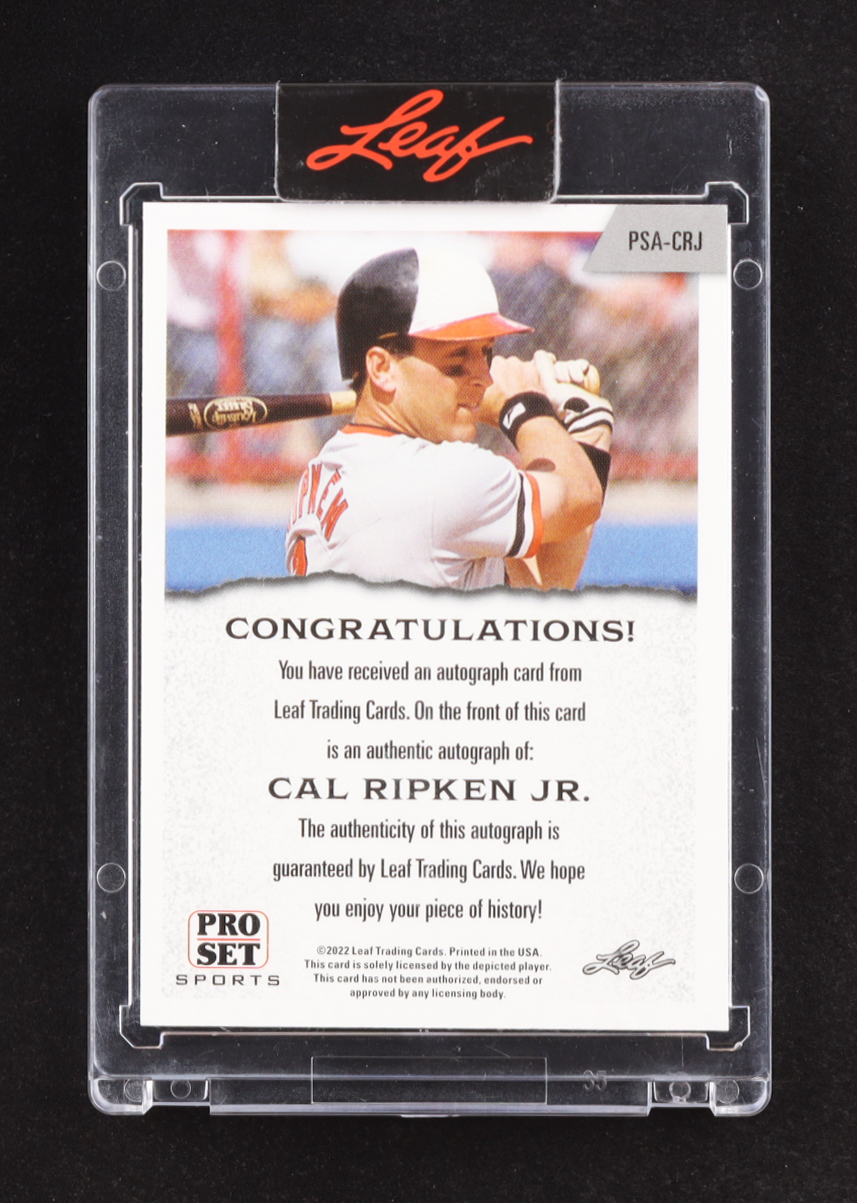 Leaf
PSA-CRJ
CONGRATULATIONS!
You have received an autograph card from
Leaf Trading Cards. On the front of this card
is an authentic autograph of:
CAL RIPKEN JR.
The authenticity of this autograph is
guaranteed by Leaf Trading Cards. We hope
you enjoy your piece of history!
PRO
SET
SPORTS
©2022 Leaf Trading Cards. Printed in the USA.
This card is solely licensed by the depicted player.
This card has not been authorized, endorsed or
approved by any licensing body.
Leaf
35